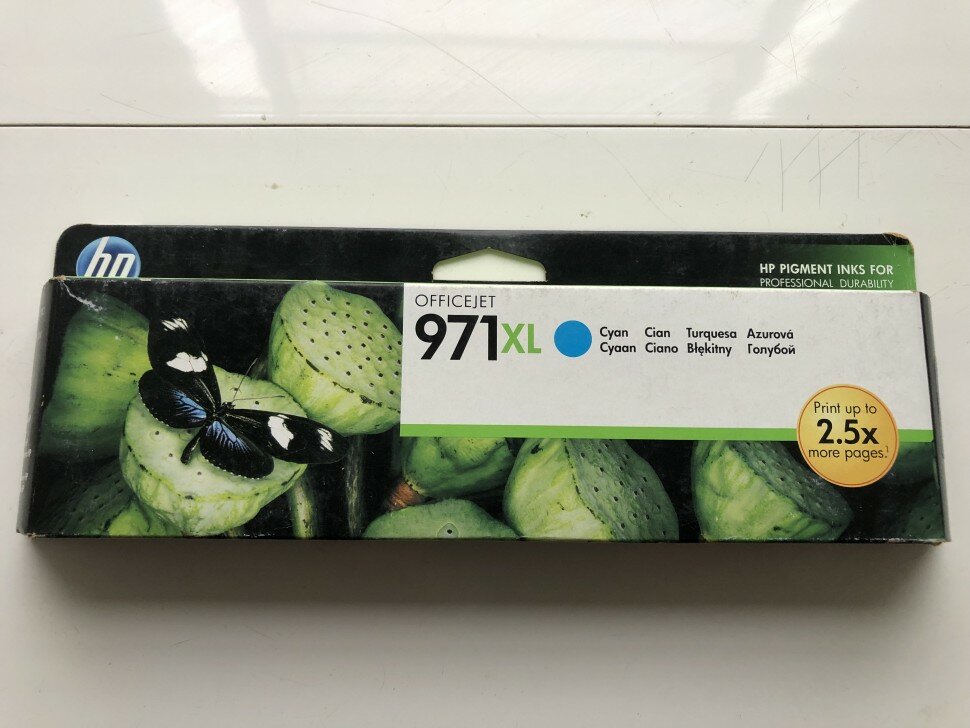 hp
HP PIGMENT INKS FOR
PROFESSIONAL DURABILITY
OFFICEJET
971XL
Cyan Cian Turquesa Azurová
Cyaan Ciano Błękitny Голубой
Print up to
2.5x
more pages.¹